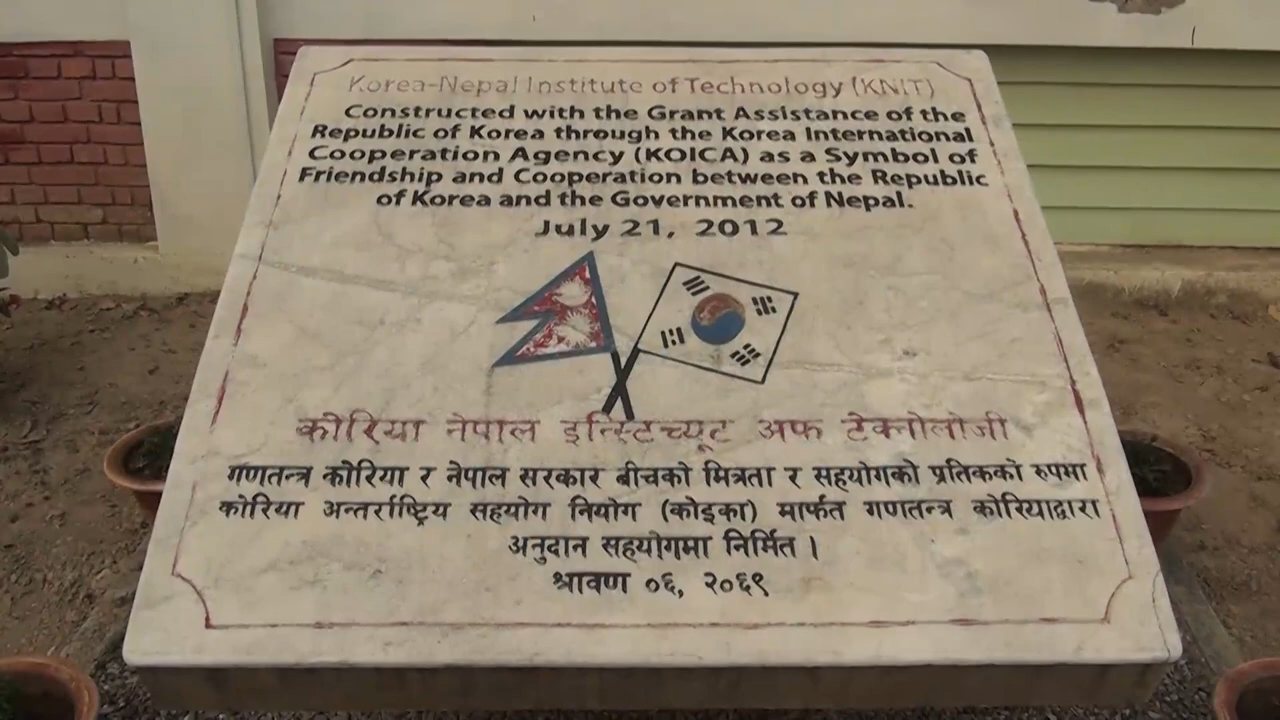 Korea-Nepal Institute of Technology (KNIT)
Constructed with the Grant Assistance of the
Republic of Korea through the Korea International
Cooperation Agency (KOICA) as a Symbol of
Friendship and Cooperation between the Republic
of Korea and the Government of Nepal.
July 21, 2012
कोरिया नेपाल इन्स्टिच्यूट अफ टेक्नोलोजी
गणतन्त्र कोरिया र नेपाल सरकार बीचको मित्रता र सहयोगको प्रतिकको रुपमा
कोरिया अन्तर्राष्ट्रिय सहयोग नियोग (कोइका) मार्फत गणतन्त्र कोरियाद्वारा
अनुदान सहयोगमा निर्मित ।
श्रावण ०६, २०६९